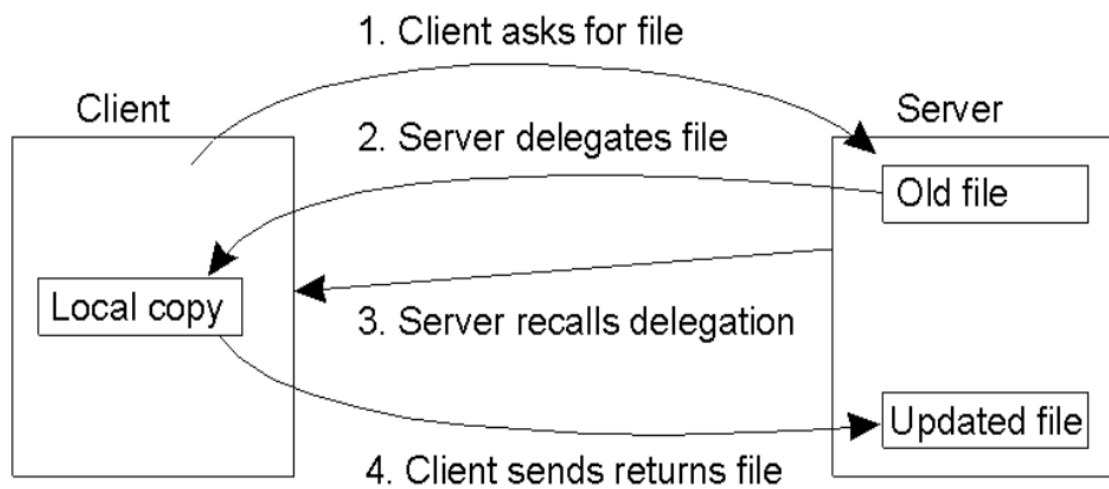 1. Client asks for file
Client
Server
2. Server delegates file
Old file
Local copy
3. Server recalls delegation
Updated file
4. Client sends returns file